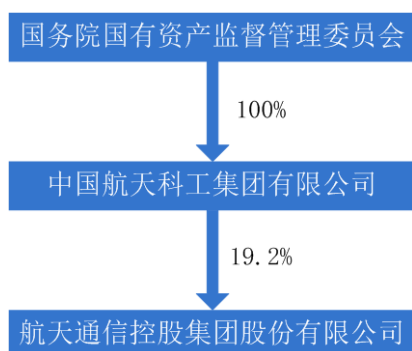 国务院国有资产监督管理委员会
100%
中国航天科工集团有限公司
19.2%
航天通信控股集团股份有限公司